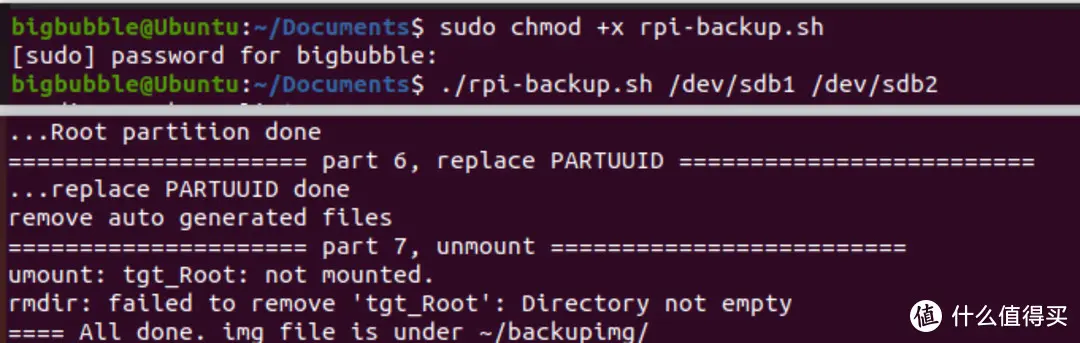 bigbubble@Ubuntu:~/Documents$ sudo chmod +x rpi-backup.sh
[sudo] password for bigbubble:
bigbubble@Ubuntu:~/Documents$ ./rpi-backup.sh /dev/sdb1 /dev/sdb2
...Root partition done
===================== part 6, replace PARTUUID =========================
...replace PARTUUID done
remove auto generated files
===================== part 7, unmount =========================
umount: tgt_Root: not mounted.
rmdir: failed to remove 'tgt_Root': Directory not empty
==== All done. img file is under ~/backupimg/
值 什么值得买